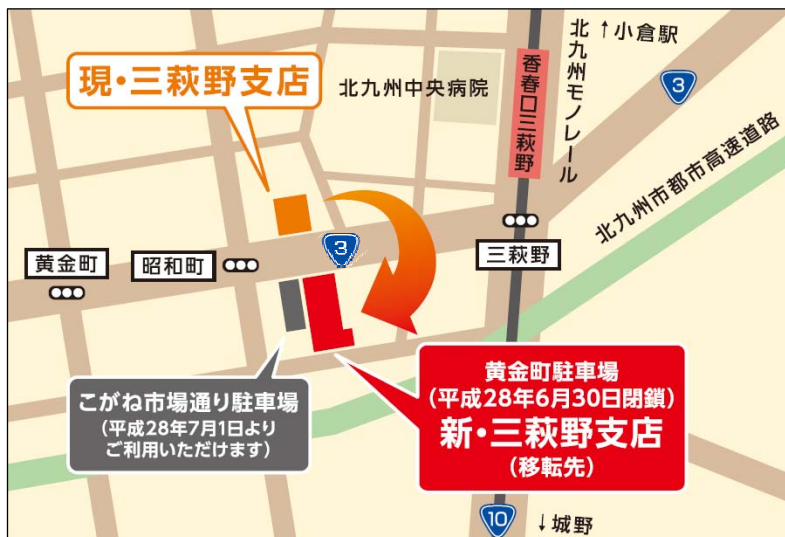 現・三萩野支店
北九州中央病院
香春口三萩野
北九州モノレール
↑小倉駅
3
北九州市都市高速道路
3
黄金町
昭和町
三萩野
こがね市場通り駐車場
(平成28年7月1日より
ご利用いただけます)
黄金町駐車場
(平成28年6月30日閉鎖)
新・三萩野支店
(移転先)
10
↓城野